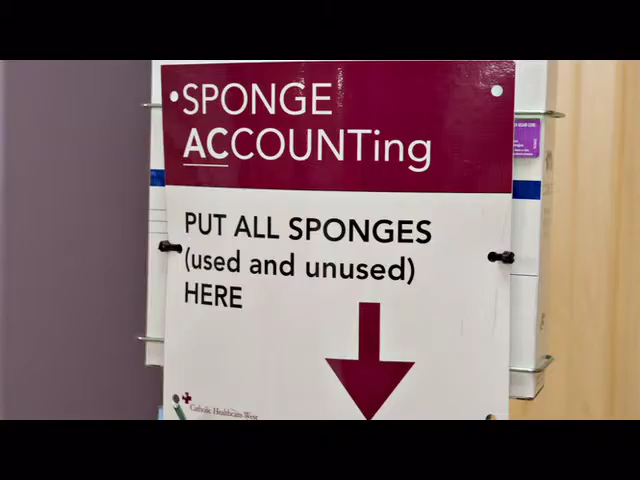 SPONGE
ACCOUNTing
PUT ALL SPONGES
(used and unused)
HERE
Catholic Healthcare West